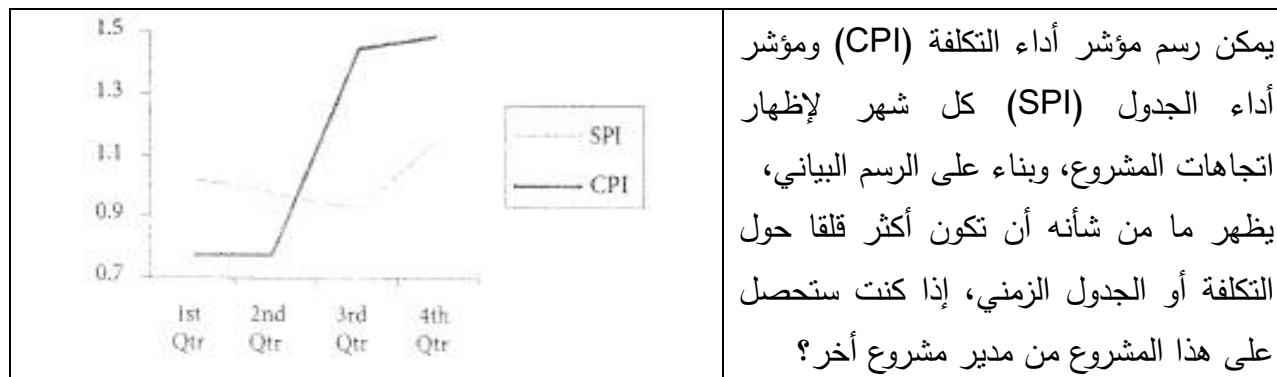 1.5
1.3
1.1
0.9
0.7
1st Qtr
2nd Qtr
3rd Qtr
4th Qtr
SPI
CPI
يمكن رسم مؤشر أداء التكلفة (CPI) ومؤشر
أداء الجدول (SPI) كل شهر لإظهار
اتجاهات المشروع، وبناء على الرسم البياني،
يظهر ما من شأنه أن تكون أكثر قلقا حول
التكلفة أو الجدول الزمني، إذا كنت ستحصل
على هذا المشروع من مدير مشروع أخر؟